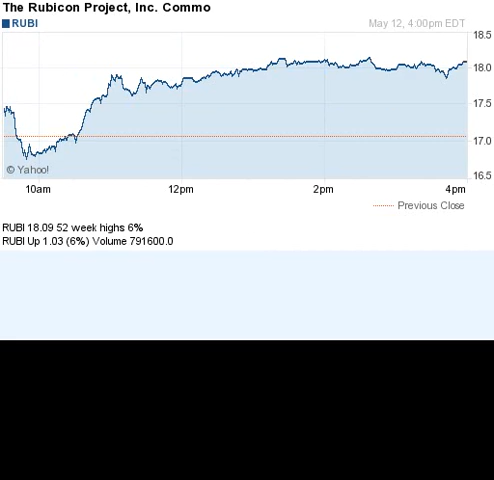 The Rubicon Project, Inc. Commo
RUBI
May 12, 4:00pm EDT
18.5
18.0
17.5
17.0
16.5
© Yahoo!
10am 12pm 2pm 4pm
Previous Close
RUBI 18.09 52 week highs 6%
RUBI Up 1.03 (6%) Volume 791600.0